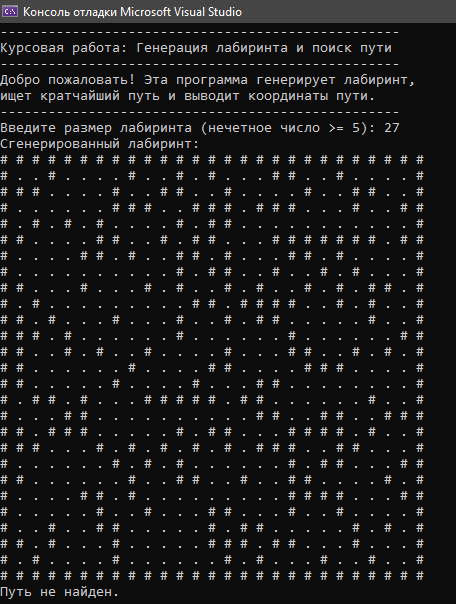 --------------------------------------------------
Курсовая работа: Генерация лабиринта и поиск пути
--------------------------------------------------
Добро пожаловать! Эта программа генерирует лабиринт,
ищет кратчайший путь и выводит координаты пути.
--------------------------------------------------
Введите размер лабиринта (нечетное число >= 5): 27
Сгенерированный лабиринт:
# # # # # # # # # # # # # # # # # # # # # # # # # # #
# . . # . . . . # . . # . # . . . # # . . # . . . . #
# # # . . . . # . . # # . . # . . . . # . . # # . . #
# . . . . . . # # # . . # # # . # # # . . . # . . # #
# . # . # . # . . . . # . # # . . . . . . . . . . . #
# # . . . . # # . . # . # # . . . # # # # # # # . # #
# . . . . # # . # . . # # . # . . . # # . # . . . . #
# . . . . . . . . . . # . # # . . # . . # . # . . . #
# # . . . # . . . # . # . . # . # . . # . # . # # . #
# . # . . . . . . . . . # # . # # # # . . # . # . . #
# # . # . . . # . . . # . . # . # # . . . . . # . . #
# # # . # . . . . . . # . . . . . . # . . . . . . # #
# # . . # . # . . # . . . . # . . . # # . . # . # . #
# # . . . . . . # . . . . # # . . . . . . # # # . . #
# # . . . . . # . . . . # . . . # # . . . . . . . . #
# . # # . # . . . # # # # # . # # . . . . . . # . . #
# . . . # # . . . . . . . . . . # # . . # # . . # # #
# # . # # # . . . . . # . # # . . . # # # # . # . . #
# # # . . . # . # . # . # . # . # # # . . # # . . . #
# . . . . . . # . # . # . . . . . . # . # # . . . # #
# # . . . . . . # . . # # . . # . . # # . . . . # . #
# . . . . # # . # . . . . . . . . . # # # # . . . # #
# . . . . . # . . # . . . # # . . . # . . # . . . . #
# . . # . . # # . . . . . # . # # . . . . . # . # . #
# # . # . . . # . . . . . # # # . # # . . . # . . . #
# . # . . . . # . . . . . . # . # . . . # . . # . . #
# # # # # # # # # # # # # # # # # # # # # # # # # # #
Путь не найден.
Консоль отладки Microsoft Visual Studio